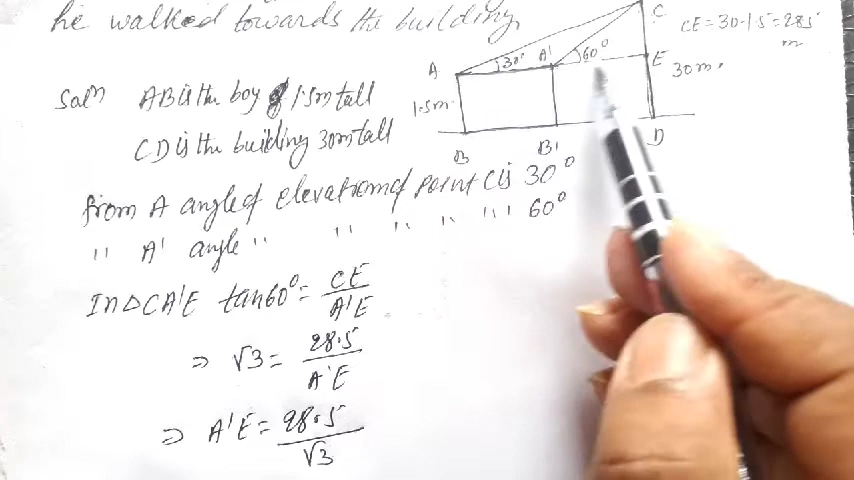 he walked towards the building,
C
CE=30-1.5=28.5
m
A
30°
A'
60°
E
30m.
Soln AB is the boy 1.5m tall
1.5m.
CD is the building 30m tall
B
B'
D
from A angle of elevation of point C is 30°
" A' angle " " " " " 60°
In △CA'E tan60° = CE/A'E
⇒ √3 = 28.5/A'E
⇒ A'E = 28.5/√3